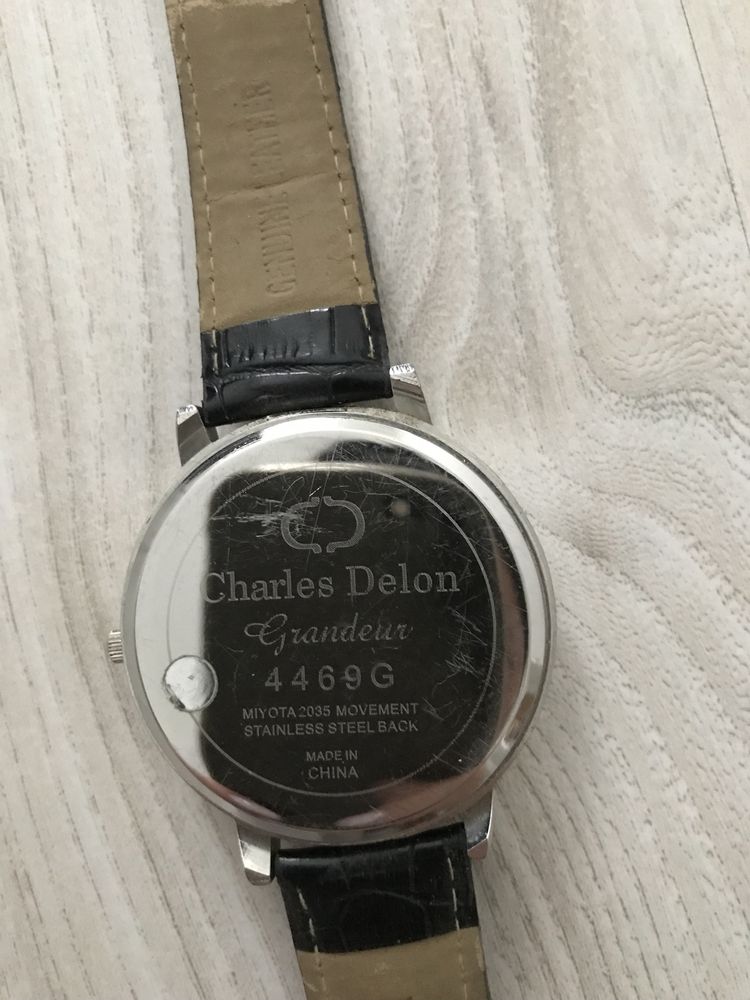 GENUINE LEATHER
Charles Delon
Grandeur
4469G
MIYOTA 2035 MOVEMENT
STAINLESS STEEL BACK
MADE IN
CHINA